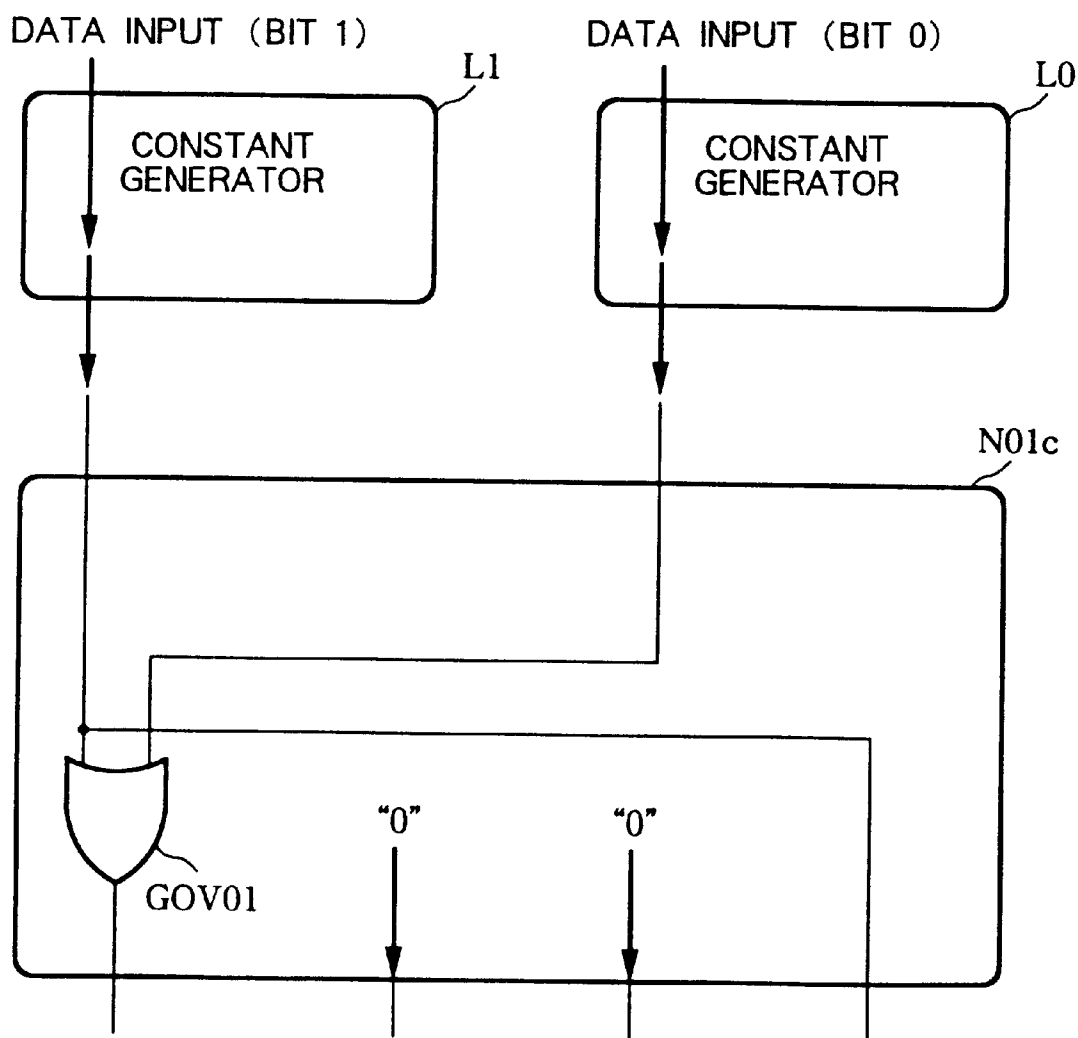 DATA INPUT (BIT 1)
DATA INPUT (BIT 0)
L1
L0
CONSTANT
GENERATOR
CONSTANT
GENERATOR
N01c
“0”
“0”
GOV01